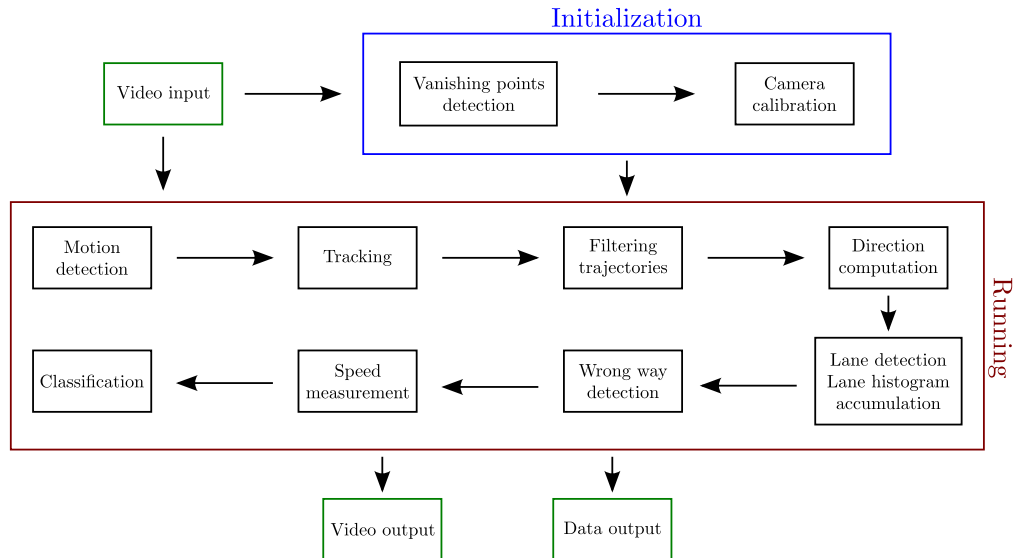 Initialization
Video input
Vanishing points
detection
Camera
calibration
Motion
detection
Tracking
Filtering
trajectories
Direction
computation
Running
Classification
Speed
measurement
Wrong way
detection
Lane detection
Lane histogram
accumulation
Video output
Data output